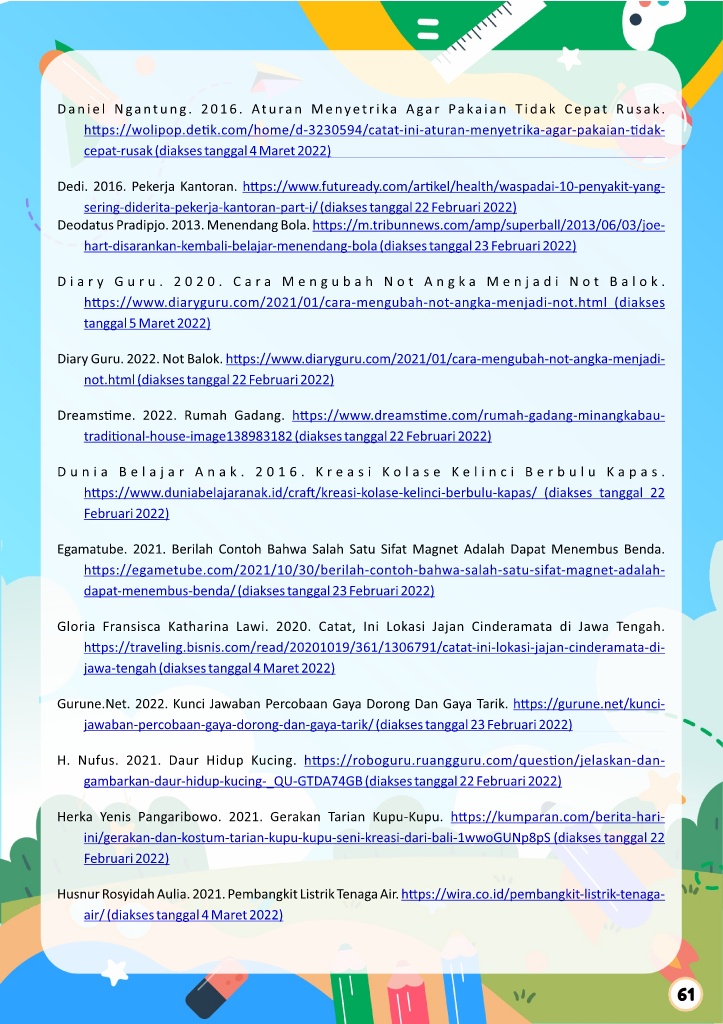 Daniel Ngantung. 2016. Aturan Menyetrika Agar Pakaian Tidak Cepat Rusak.
https://wolipop.detik.com/home/d-3230594/catat-ini-aturan-menyetrika-agar-pakaian-tidak-
cepat-rusak (diakses tanggal 4 Maret 2022)
Dedi. 2016. Pekerja Kantoran. https://www.futuready.com/artikel/health/waspadai-10-penyakit-yang-
sering-diderita-pekerja-kantoran-part-i/ (diakses tanggal 22 Februari 2022)
Deodatus Pradipjo. 2013. Menendang Bola. https://m.tribunnews.com/amp/superball/2013/06/03/joe-
hart-disarankan-kembali-belajar-menendang-bola (diakses tanggal 23 Februari 2022)
Diary Guru. 2020. Cara Mengubah Not Angka Menjadi Not Balok.
https://www.diaryguru.com/2021/01/cara-mengubah-not-angka-menjadi-not.html (diakses
tanggal 5 Maret 2022)
Diary Guru. 2022. Not Balok. https://www.diaryguru.com/2021/01/cara-mengubah-not-angka-menjadi-
not.html (diakses tanggal 22 Februari 2022)
Dreamstime. 2022. Rumah Gadang. https://www.dreamstime.com/rumah-gadang-minangkabau-
traditional-house-image138983182 (diakses tanggal 22 Februari 2022)
Dunia Belajar Anak. 2016. Kreasi Kolase Kelinci Berbulu Kapas.
https://www.duniabelajaranak.id/craft/kreasi-kolase-kelinci-berbulu-kapas/ (diakses tanggal 22
Februari 2022)
Egamatube. 2021. Berilah Contoh Bahwa Salah Satu Sifat Magnet Adalah Dapat Menembus Benda.
https://egametube.com/2021/10/30/berilah-contoh-bahwa-salah-satu-sifat-magnet-adalah-
dapat-menembus-benda/ (diakses tanggal 23 Februari 2022)
Gloria Fransisca Katharina Lawi. 2020. Catat, Ini Lokasi Jajan Cinderamata di Jawa Tengah.
https://traveling.bisnis.com/read/20201019/361/1306791/catat-ini-lokasi-jajan-cinderamata-di-
jawa-tengah (diakses tanggal 4 Maret 2022)
Gurune.Net. 2022. Kunci Jawaban Percobaan Gaya Dorong Dan Gaya Tarik. https://gurune.net/kunci-
jawaban-percobaan-gaya-dorong-dan-gaya-tarik/ (diakses tanggal 23 Februari 2022)
H. Nufus. 2021. Daur Hidup Kucing. https://roboguru.ruangguru.com/question/jelaskan-dan-
gambarkan-daur-hidup-kucing-_QU-GTDA74GB (diakses tanggal 22 Februari 2022)
Herka Yenis Pangaribowo. 2021. Gerakan Tarian Kupu-Kupu. https://kumparan.com/berita-hari-
ini/gerakan-dan-kostum-tarian-kupu-kupu-seni-kreasi-dari-bali-1wwoGUNp8pS (diakses tanggal 22
Februari 2022)
Husnur Rosyidah Aulia. 2021. Pembangkit Listrik Tenaga Air. https://wira.co.id/pembangkit-listrik-tenaga-
air/ (diakses tanggal 4 Maret 2022)
61